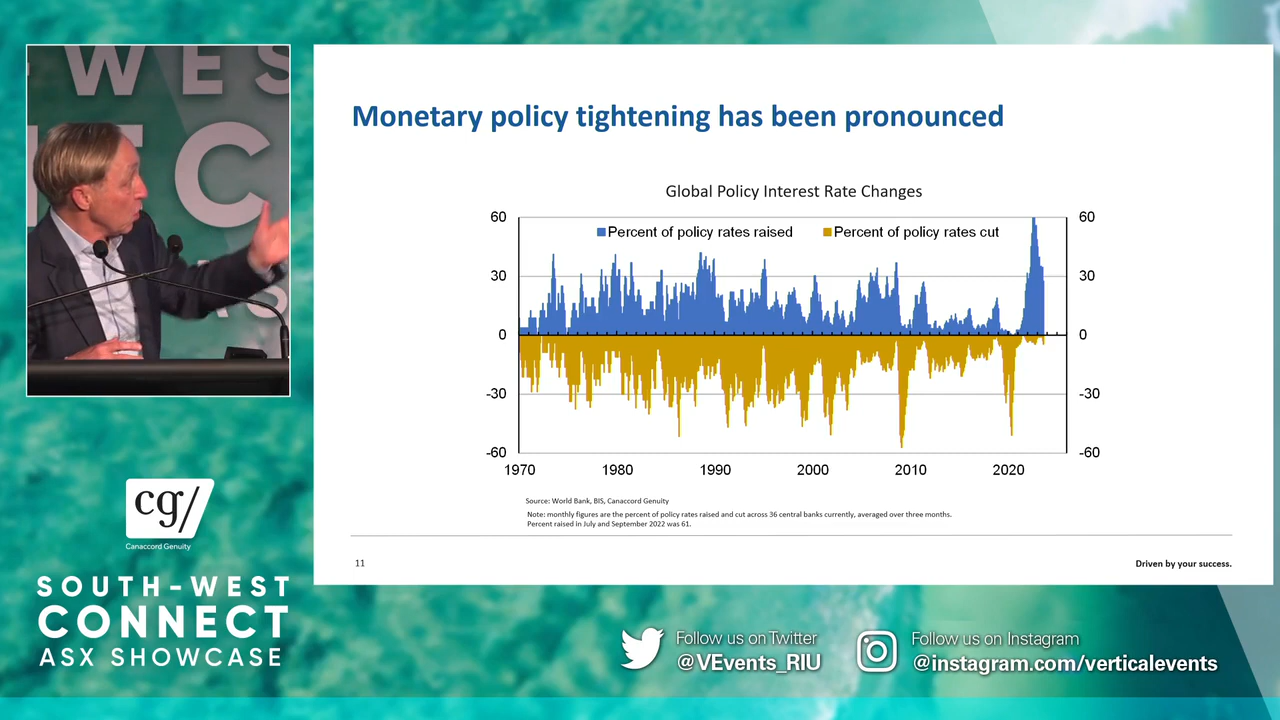 - W E S
C
S
cg/
Canaccord Genuity
SOUTH-WEST
CONNECT
ASX SHOWCASE
Monetary policy tightening has been pronounced
Global Policy Interest Rate Changes
Percent of policy rates raised
Percent of policy rates cut
60
30
0
-30
-60
60
30
0
-30
-60
1970 1980 1990 2000 2010 2020
Source: World Bank, BIS, Canaccord Genuity
Note: monthly figures are the percent of policy rates raised and cut across 36 central banks currently, averaged over three months.
Percent raised in July and September 2022 was 61.
11
Driven by your success.
Follow us on Twitter
@VEvents_RIU
Follow us on Instagram
@instagram.com/verticalevents